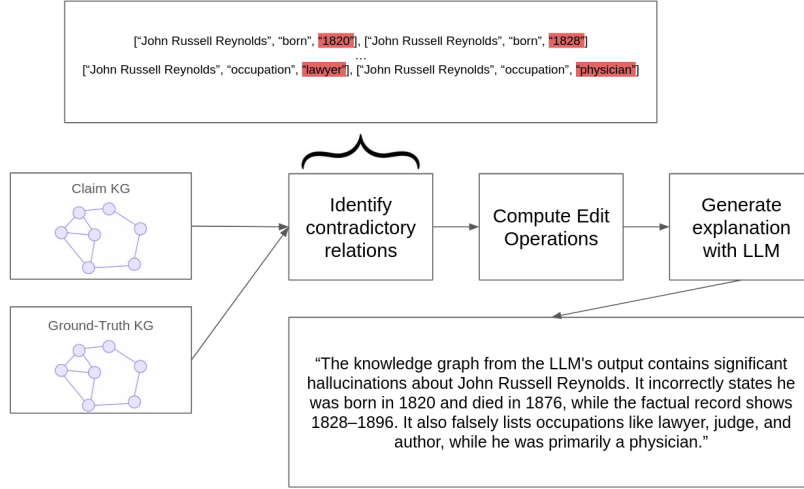 [“John Russell Reynolds”, “born”, “1820”], [“John Russell Reynolds”, “born”, “1828”]
...
[“John Russell Reynolds”, “occupation”, “lawyer”], [“John Russell Reynolds”, “occupation”, “physician”]
Claim KG
Ground-Truth KG
Identify
contradictory
relations
Compute Edit
Operations
Generate
explanation
with LLM
“The knowledge graph from the LLM's output contains significant
hallucinations about John Russell Reynolds. It incorrectly states he
was born in 1820 and died in 1876, while the factual record shows
1828–1896. It also falsely lists occupations like lawyer, judge, and
author, while he was primarily a physician.”